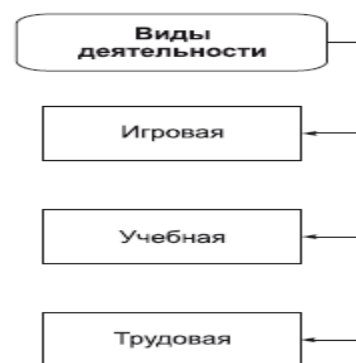 Виды
деятельности
Игровая
Учебная
Трудовая